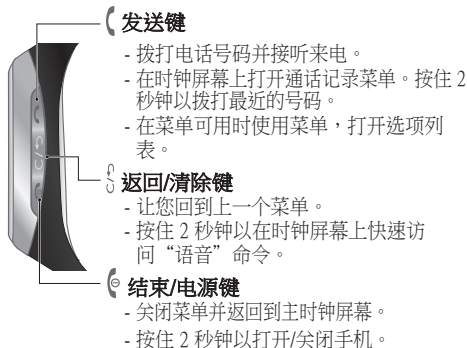 发送键
- 拨打电话号码并接听来电。
- 在时钟屏幕上打开通话记录菜单。按住 2
秒钟以拨打最近的号码。
- 在菜单可用时使用菜单，打开选项列
表。
返回/清除键
- 让您回到上一个菜单。
- 按住 2 秒钟以在时钟屏幕上快速访
问“语音”命令。
结束/电源键
- 关闭菜单并返回到主时钟屏幕。
- 按住 2 秒钟以打开/关闭手机。